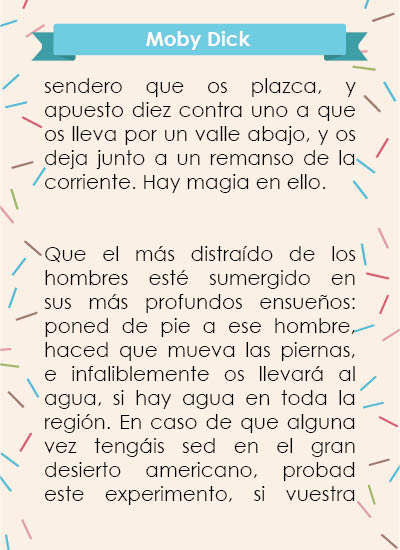 Moby Dick
sendero que os plazca, y
apuesto diez contra uno a que
os lleva por un valle abajo, y os
deja junto a un remanso de la
corriente. Hay magia en ello.
Que el más distraído de los
hombres esté sumergido en
sus más profundos ensueños:
poned de pie a ese hombre,
haced que mueva las piernas,
e infaliblemente os llevará al
agua, si hay agua en toda la
región. En caso de que alguna
vez tengáis sed en el gran
desierto americano, probad
este experimento, si vuestra